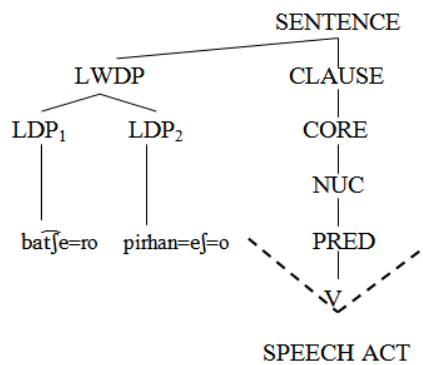 SENTENCE
LWDP CLAUSE
LDP₁ LDP₂ CORE
NUC
bat͡ʃe=ro pirhan=eʃ=o PRED
V
SPEECH ACT